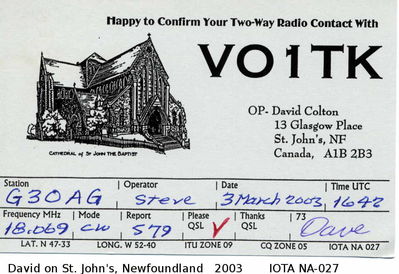 Happy to Confirm Your Two-Way Radio Contact With
VO1TK
OP- David Colton
13 Glasgow Place
St. John's, NF
Canada, A1B 2B3
CATHEDRAL of St JOHN THE BAPTIST
Station Operator Date Time UTC
G3OAG Steve 3 March 2003 1642
Frequency MHz Mode Report Please QSL Thanks QSL 73
18.069 CW 579 ✓ Dave
LAT. N 47-33 LONG. W 52-40 ITU ZONE 09 CQ ZONE 05 IOTA NA 027
David on St. John's, Newfoundland 2003 IOTA NA-027